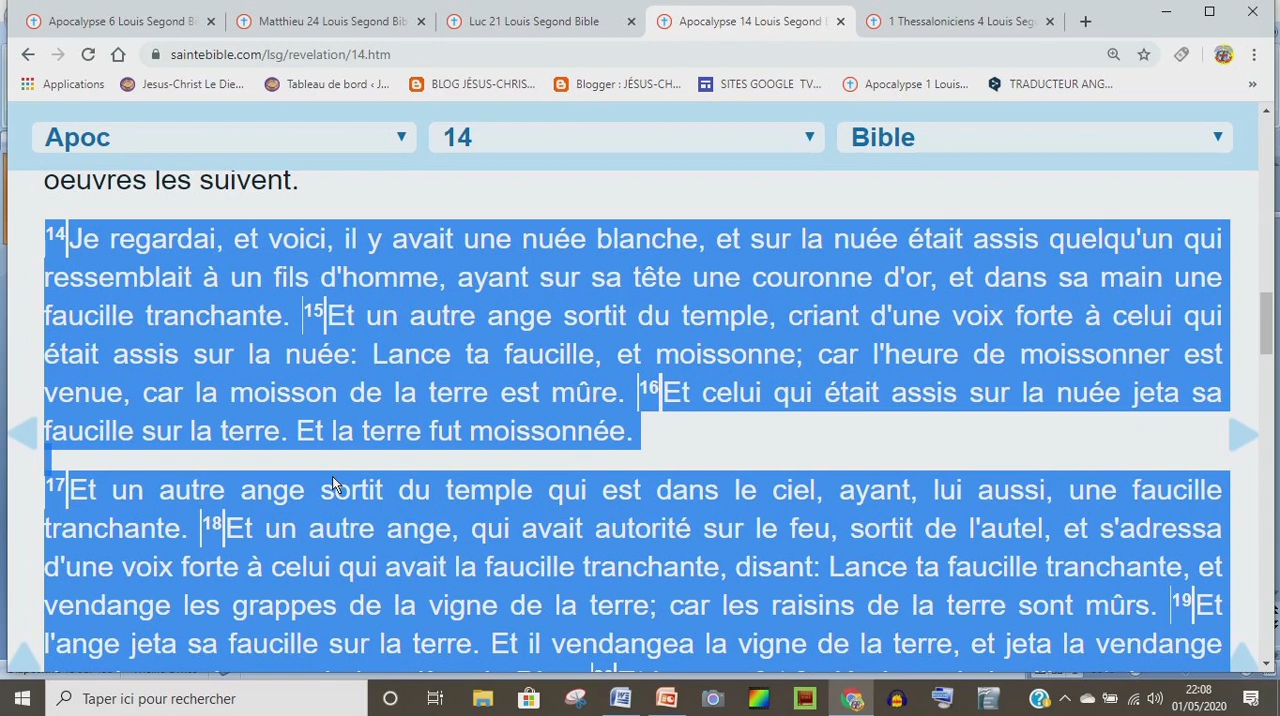 Apocalypse 6 Louis Segond Bi
Matthieu 24 Louis Segond Bib
Luc 21 Louis Segond Bible
Apocalypse 14 Louis Segond B
1 Thessaloniciens 4 Louis Seg
saintebible.com/lsg/revelation/14.htm
Applications
Jesus-Christ Le Die...
Tableau de bord ‹ J...
BLOG JÉSUS-CHRIS...
Blogger : JÉSUS-CH...
SITES GOOGLE TV...
Apocalypse 1 Louis...
TRADUCTEUR ANG...
»
Apoc
14
Bible
oeuvres les suivent.
14Je regardai, et voici, il y avait une nuée blanche, et sur la nuée était assis quelqu'un qui
ressemblait à un fils d'homme, ayant sur sa tête une couronne d'or, et dans sa main une
faucille tranchante. 15Et un autre ange sortit du temple, criant d'une voix forte à celui qui
était assis sur la nuée: Lance ta faucille, et moissonne; car l'heure de moissonner est
venue, car la moisson de la terre est mûre. 16Et celui qui était assis sur la nuée jeta sa
faucille sur la terre. Et la terre fut moissonnée.
17Et un autre ange sortit du temple qui est dans le ciel, ayant, lui aussi, une faucille
tranchante. 18Et un autre ange, qui avait autorité sur le feu, sortit de l'autel, et s'adressa
d'une voix forte à celui qui avait la faucille tranchante, disant: Lance ta faucille tranchante, et
vendange les grappes de la vigne de la terre; car les raisins de la terre sont mûrs. 19Et
l'ange jeta sa faucille sur la terre. Et il vendangea la vigne de la terre, et jeta la vendange
Taper ici pour rechercher
22:08
01/05/2020